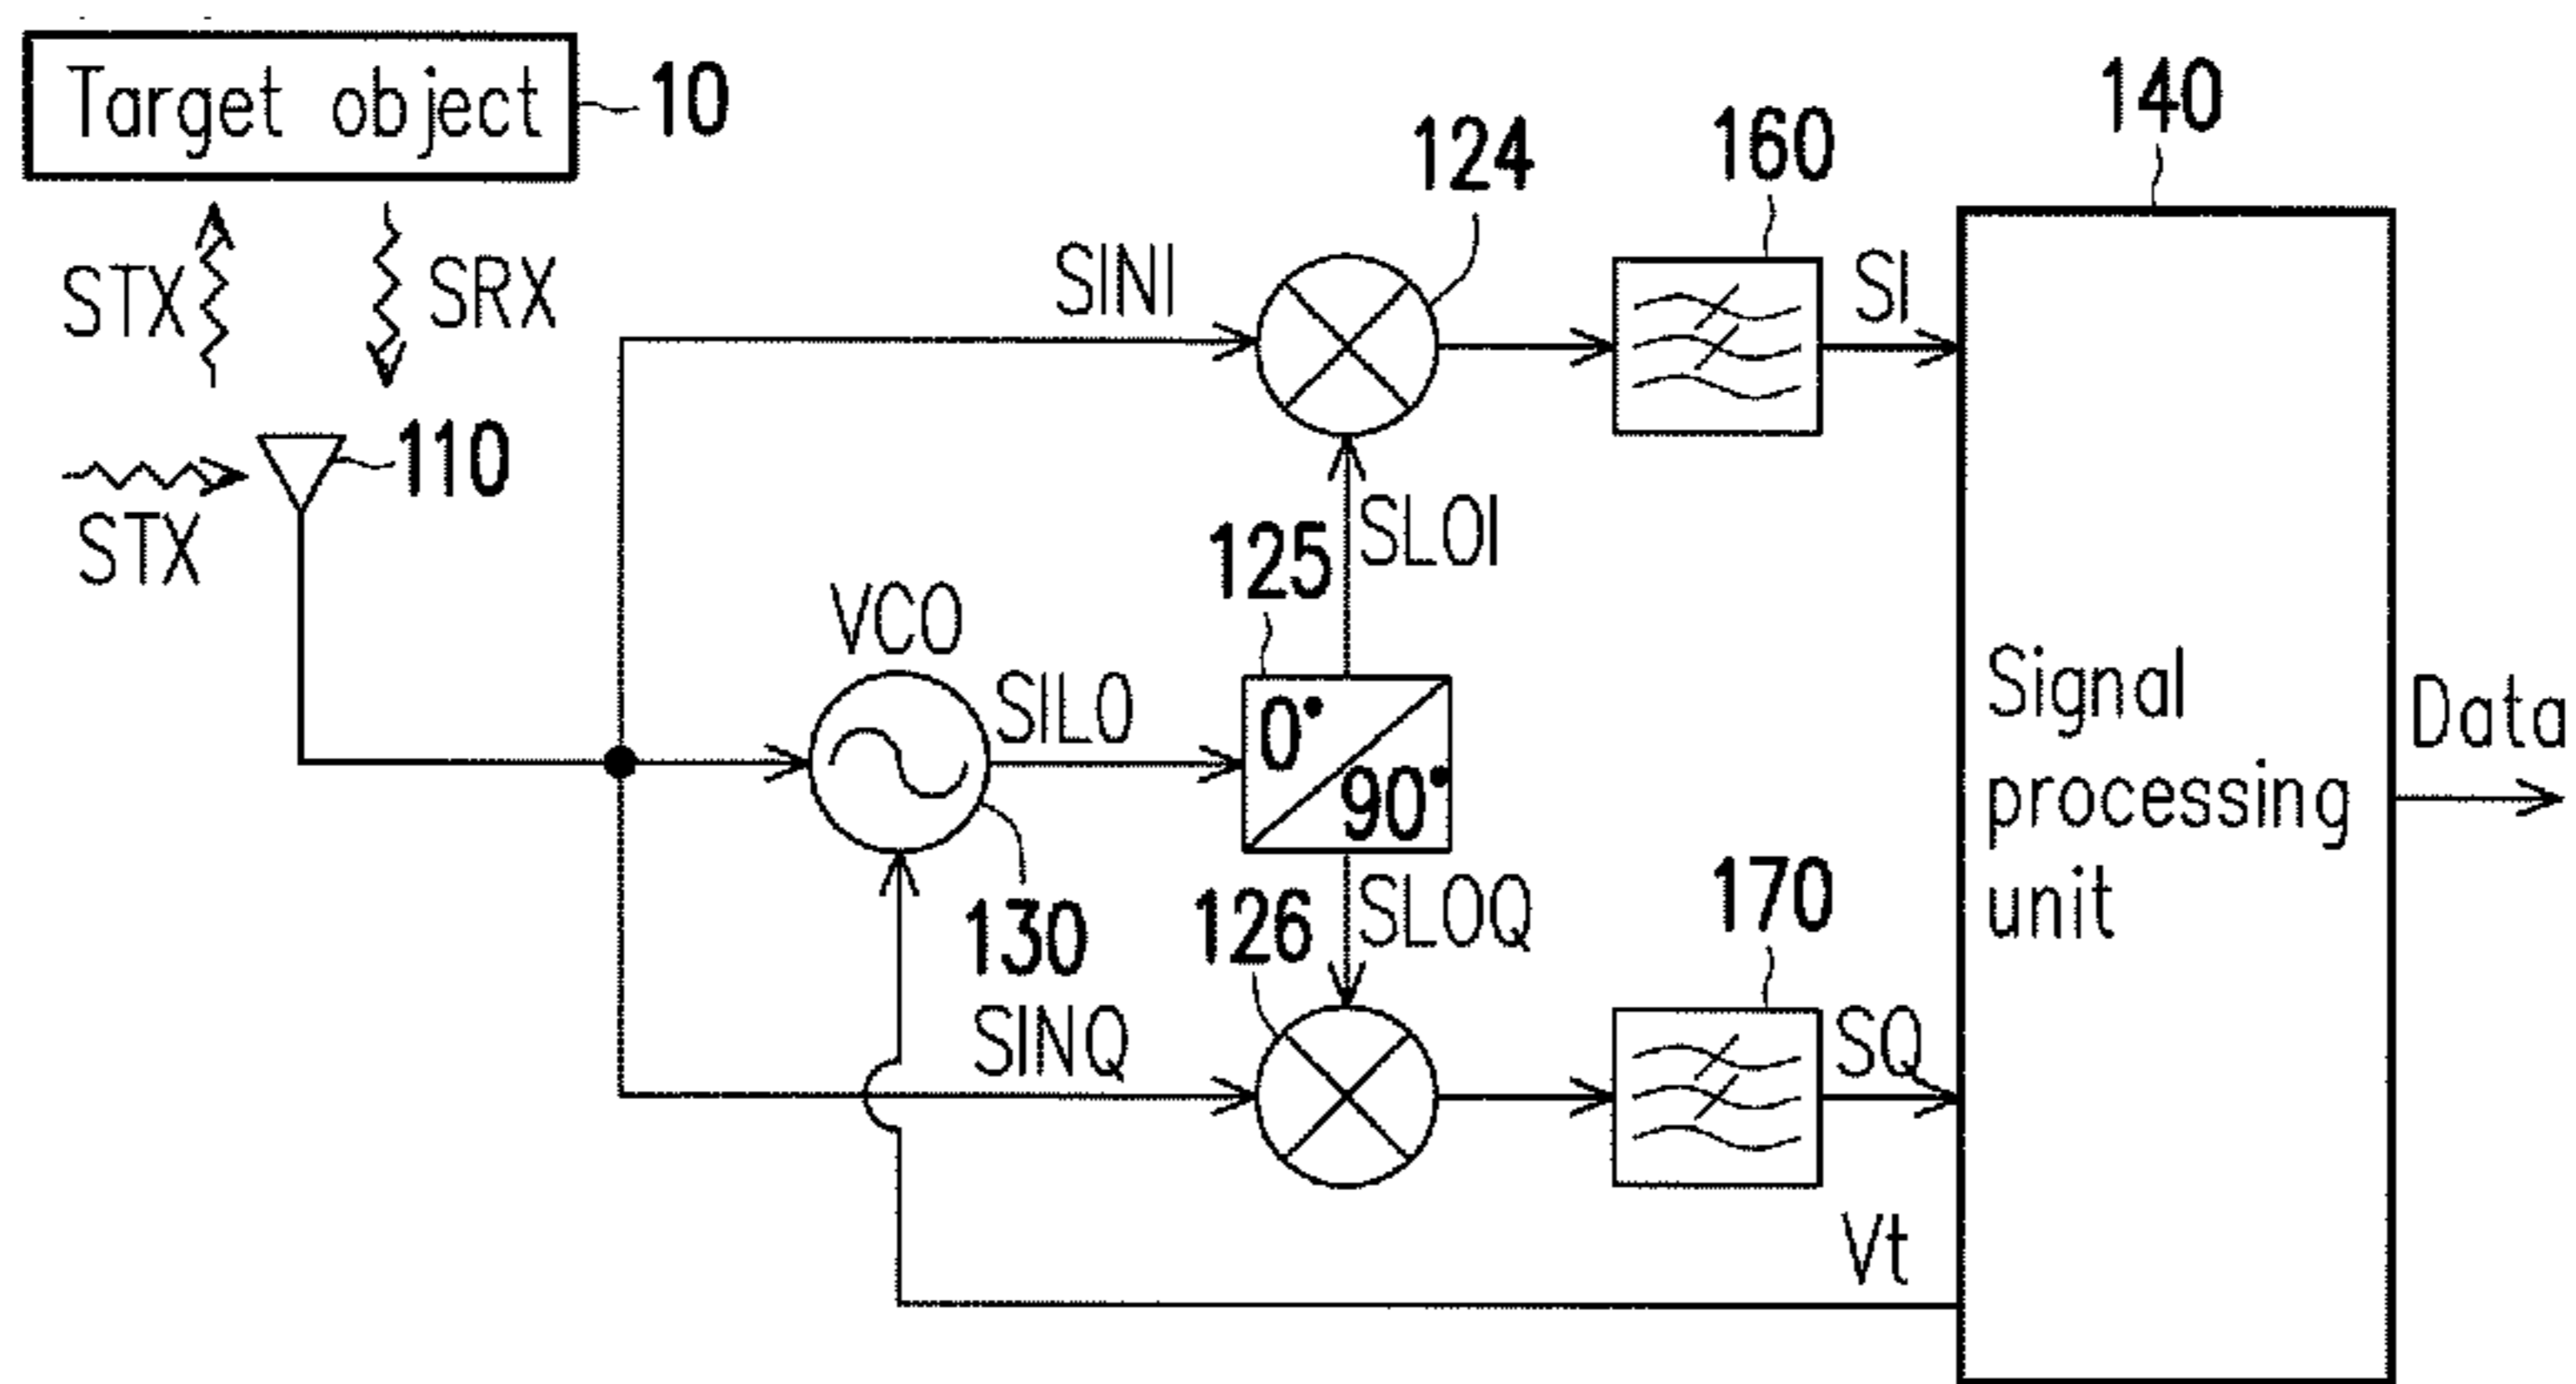 Target object
10
STX
SRX
110
STX
SINI
124
160
SI
140
VCO
SILO
125
SLOI
0°
90°
130
SINQ
126
SLOQ
170
SQ
Vt
Signal
processing
unit
Data